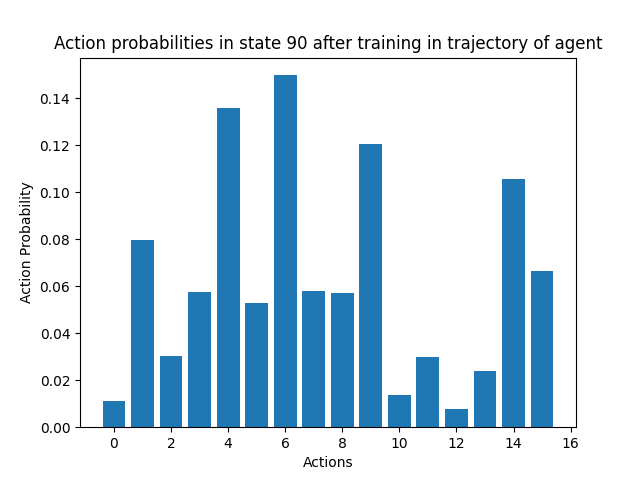 Action probabilities in state 90 after training in trajectory of agent
0.14
0.12
0.10
0.08
0.06
0.04
0.02
0.00
Action Probability
0 2 4 6 8 10 12 14 16
Actions